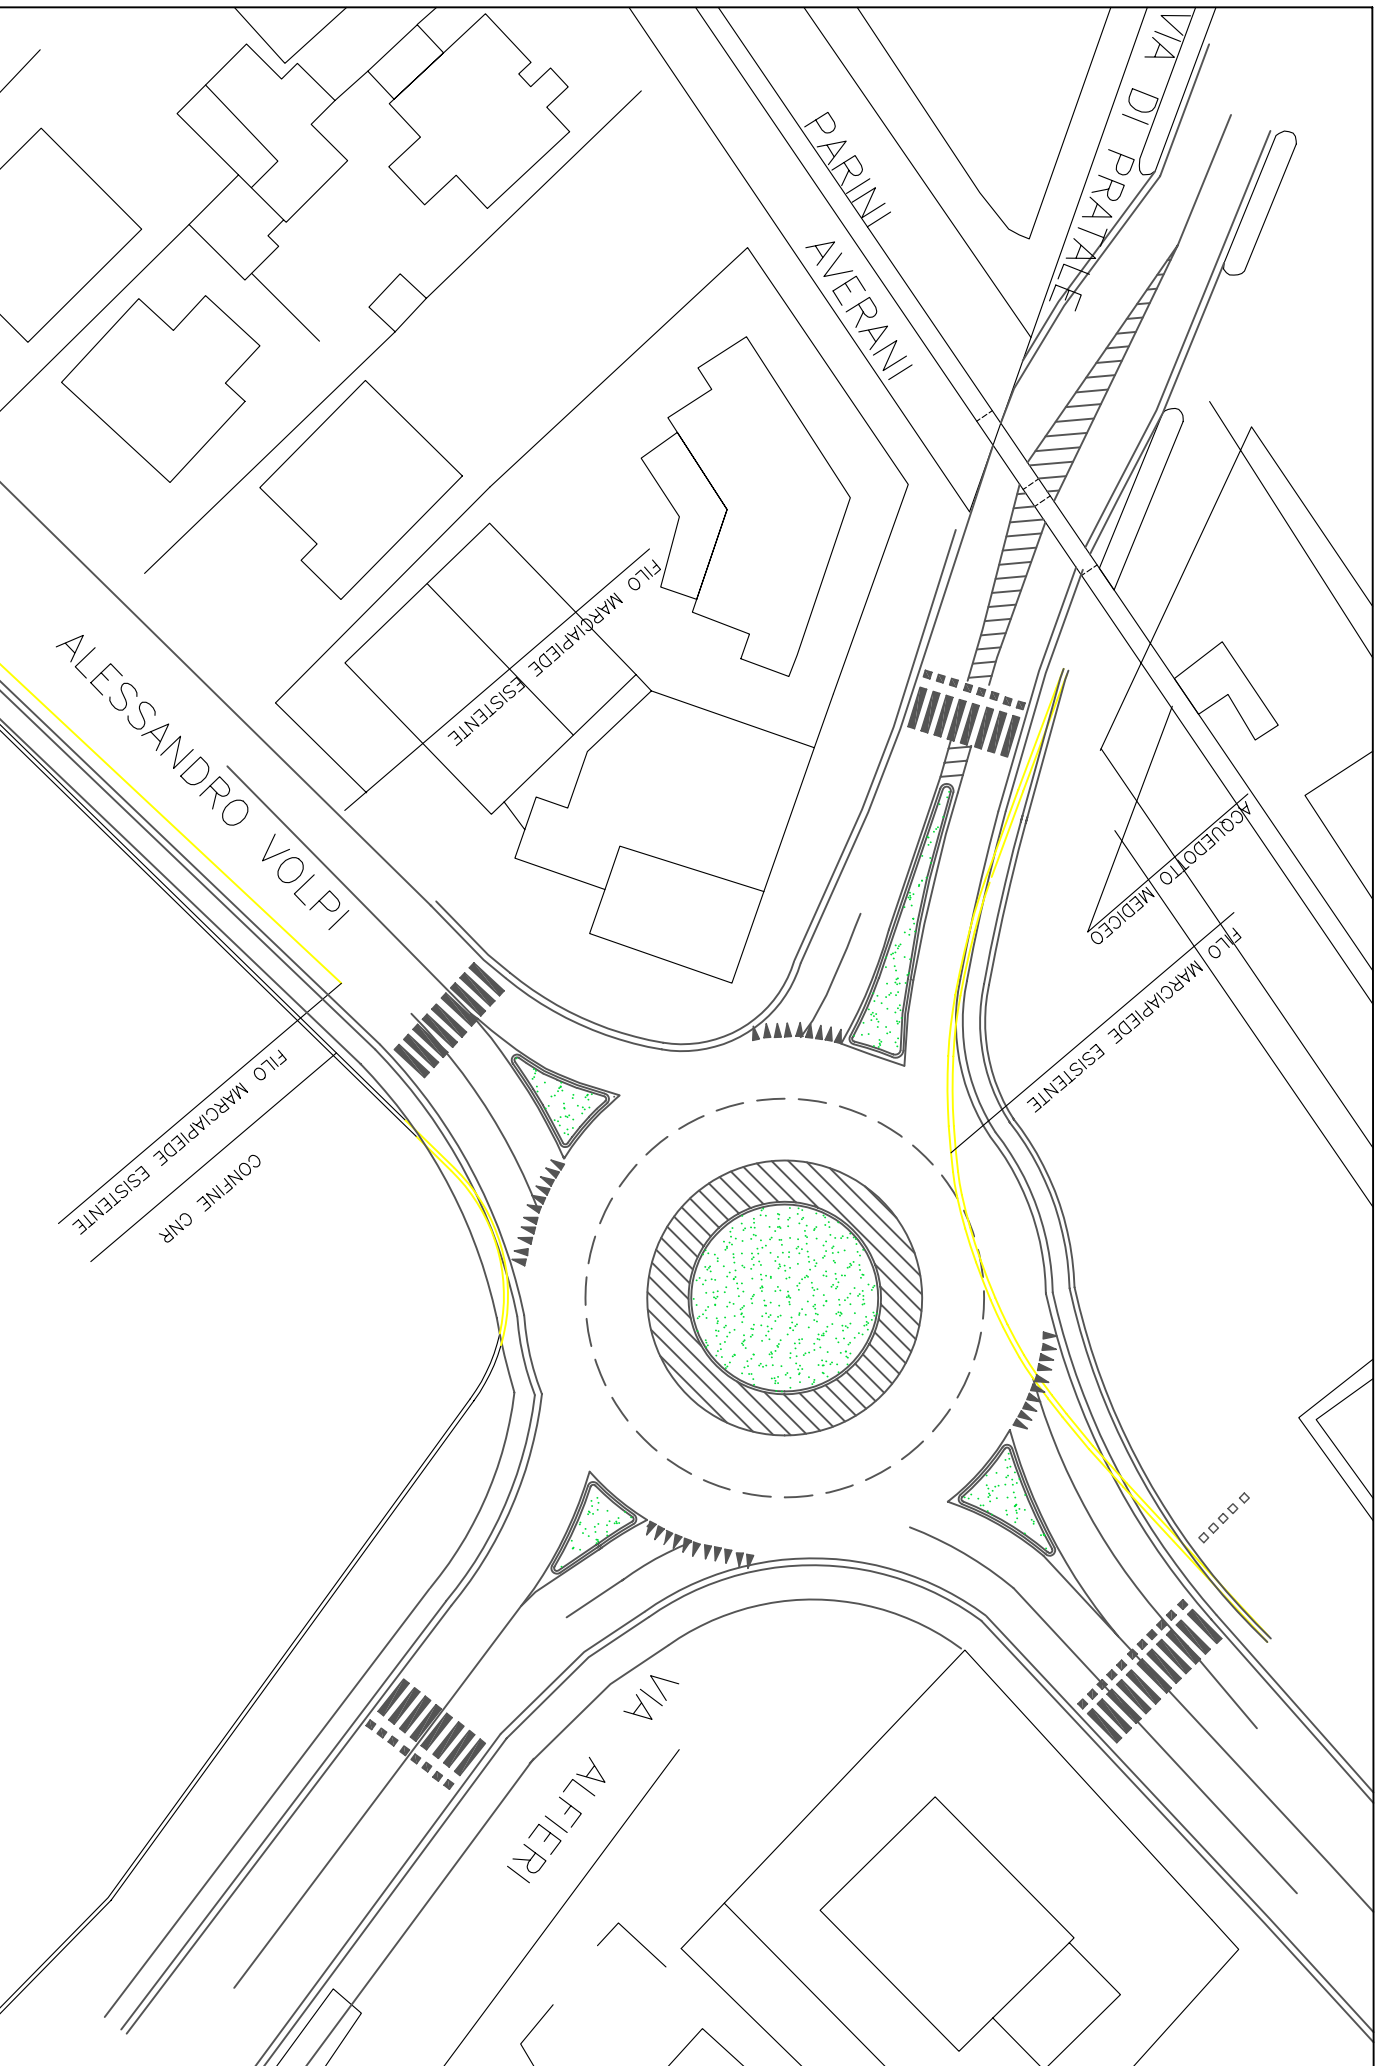 VIA DI PRATALE
PARINI
AVERANI
FILO MARCIAPIEDE ESISTENTE
ALESSANDRO VOLPI
ACQUEDOTTO MEDICEO
FILO MARCIAPIEDE ESISTENTE
FILO MARCIAPIEDE ESISTENTE
CONFINE CNR
VIA ALFIERI